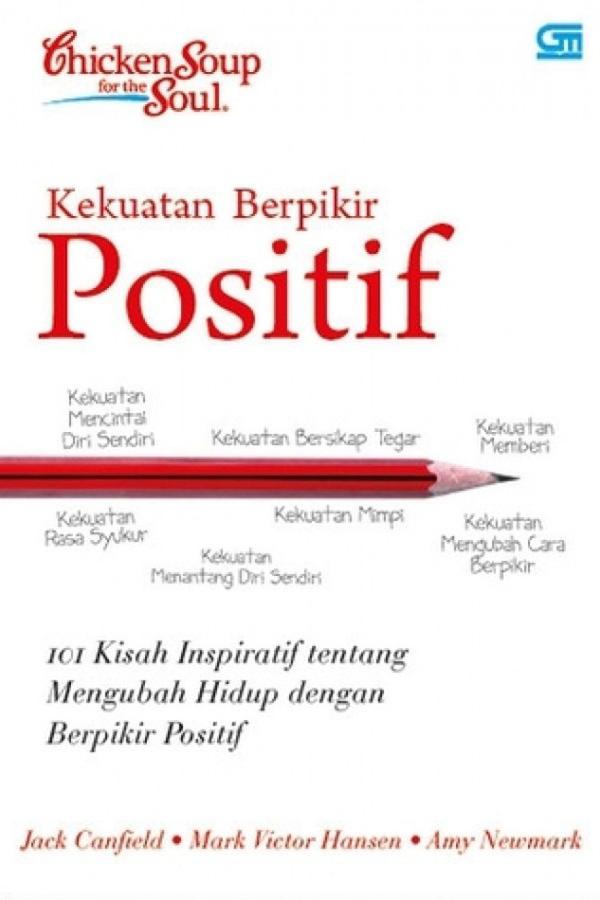 Chicken Soup
for the
Soul®
GM
Kekuatan Berpikir
Positif
Kekuatan
Mencintai
Diri Sendiri
Kekuatan Bersikap Tegar
Kekuatan
Memberi
Kekuatan
Rasa Syukur
Kekuatan Mimpi
Kekuatan
Menantang Diri Sendiri
Kekuatan
Mengubah Cara
Berpikir
101 Kisah Inspiratif tentang
Mengubah Hidup dengan
Berpikir Positif
Jack Canfield • Mark Victor Hansen • Amy Newmark